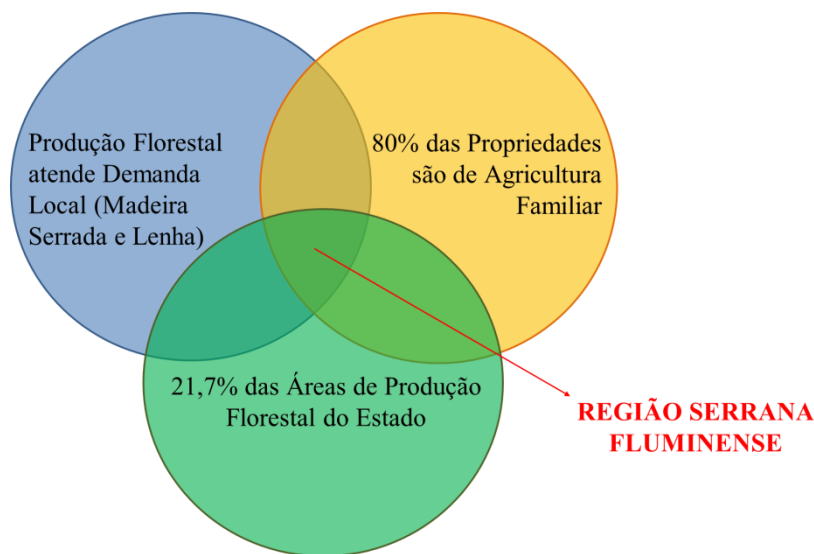 Produção Florestal
atende Demanda
Local (Madeira
Serrada e Lenha)
80% das Propriedades
são de Agricultura
Familiar
21,7% das Áreas de Produção
Florestal do Estado
REGIÃO SERRANA
FLUMINENSE